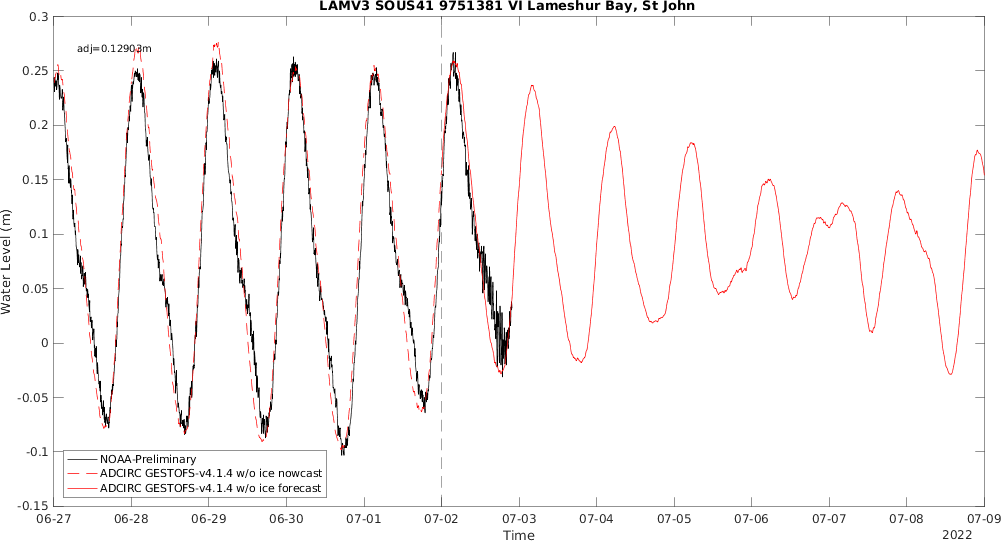 LAMV3 SOUS41 9751381 VI Lameshur Bay, St John
adj=0.12903m
Water Level (m)
0.3
0.25
0.2
0.15
0.1
0.05
0
-0.05
-0.1
-0.15
NOAA-Preliminary
ADCIRC GESTOFS-v4.1.4 w/o ice nowcast
ADCIRC GESTOFS-v4.1.4 w/o ice forecast
06-27 06-28 06-29 06-30 07-01 07-02 07-03 07-04 07-05 07-06 07-07 07-08 07-09
Time
2022